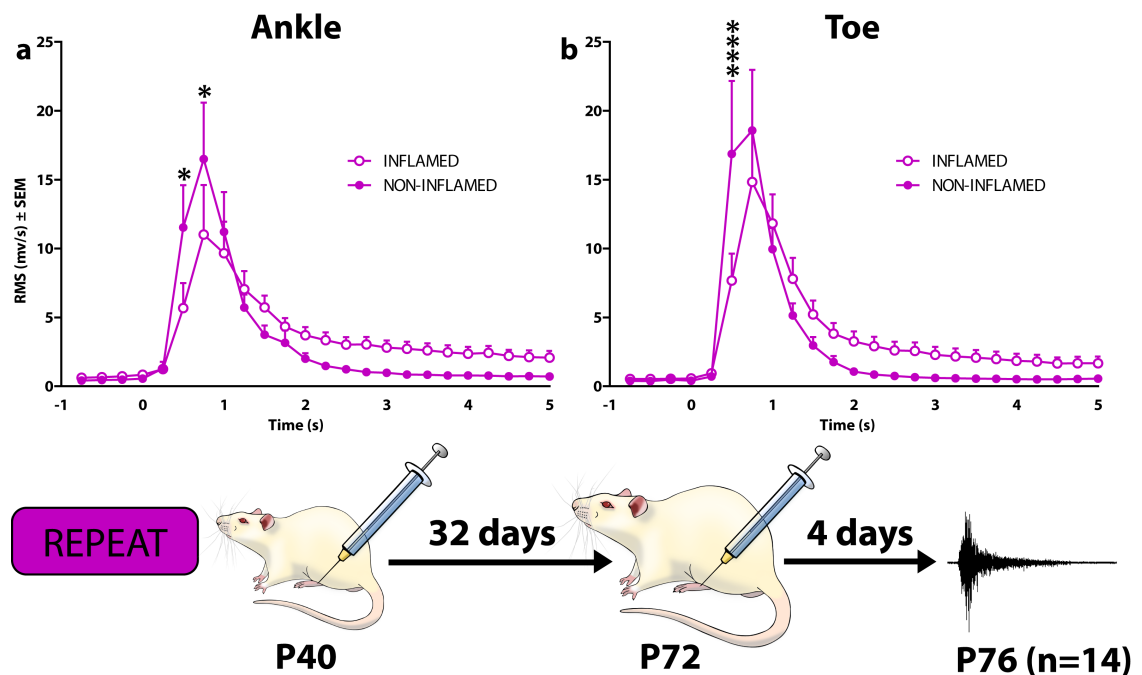 Ankle
Toe
a
b
25
20
15
10
5
0
RMS (mv/s) ± SEM
*
*
INFLAMED
NON-INFLAMED
-1 0 1 2 3 4 5
Time (s)
25
20
15
10
5
0
****
INFLAMED
NON-INFLAMED
-1 0 1 2 3 4 5
Time (s)
REPEAT
32 days
4 days
P40
P72
P76 (n=14)